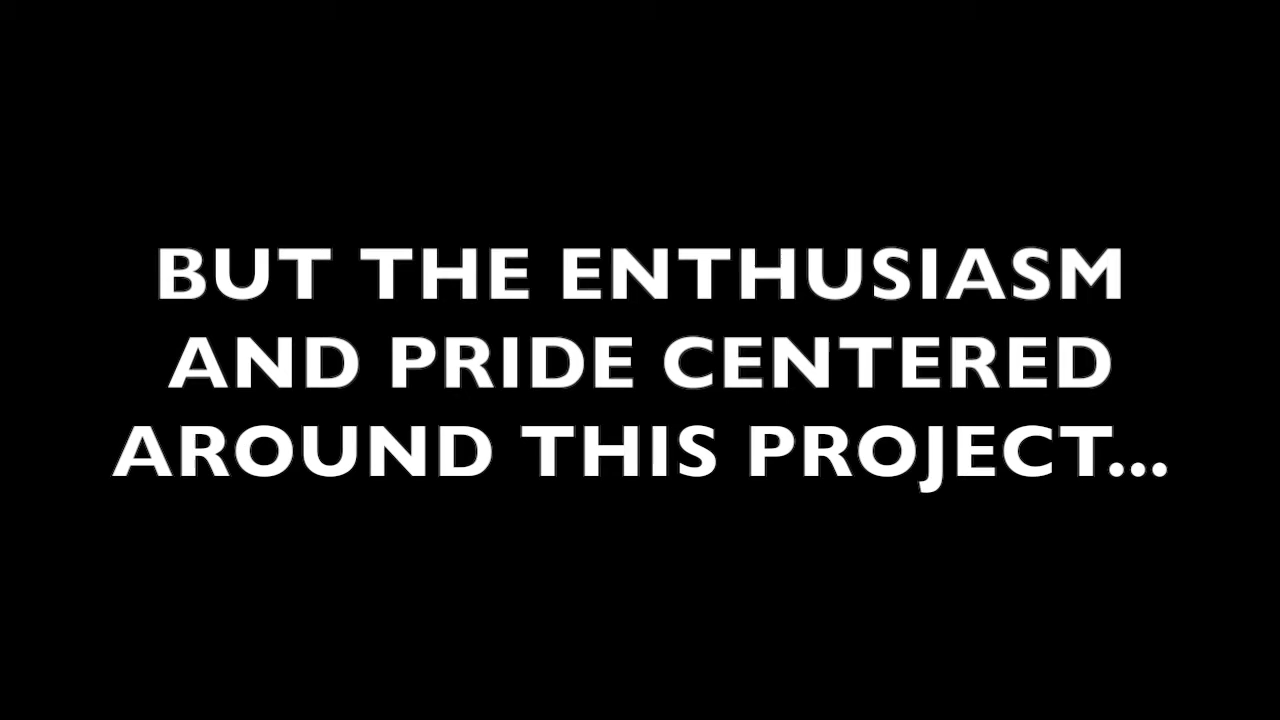 BUT THE ENTHUSIASM
AND PRIDE CENTERED
AROUND THIS PROJECT...